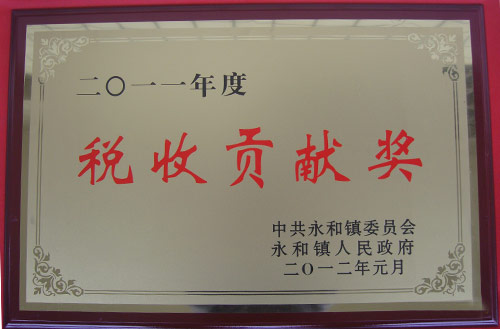 二〇一一年度
税收贡献奖
中共永和镇委员会
永和镇人民政府
二〇一二年元月